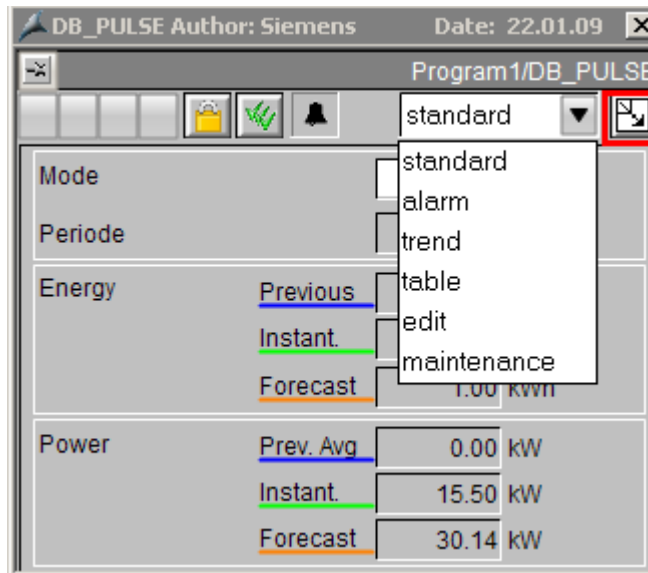 DB_PULSE Author: Siemens Date: 22.01.09
Program1/DB_PULSE
standard
standard
alarm
trend
table
edit
maintenance
Mode
Periode
Energy Previous
Instant.
Forecast 1.00 kWh
Power Prev. Avg 0.00 kW
Instant. 15.50 kW
Forecast 30.14 kW